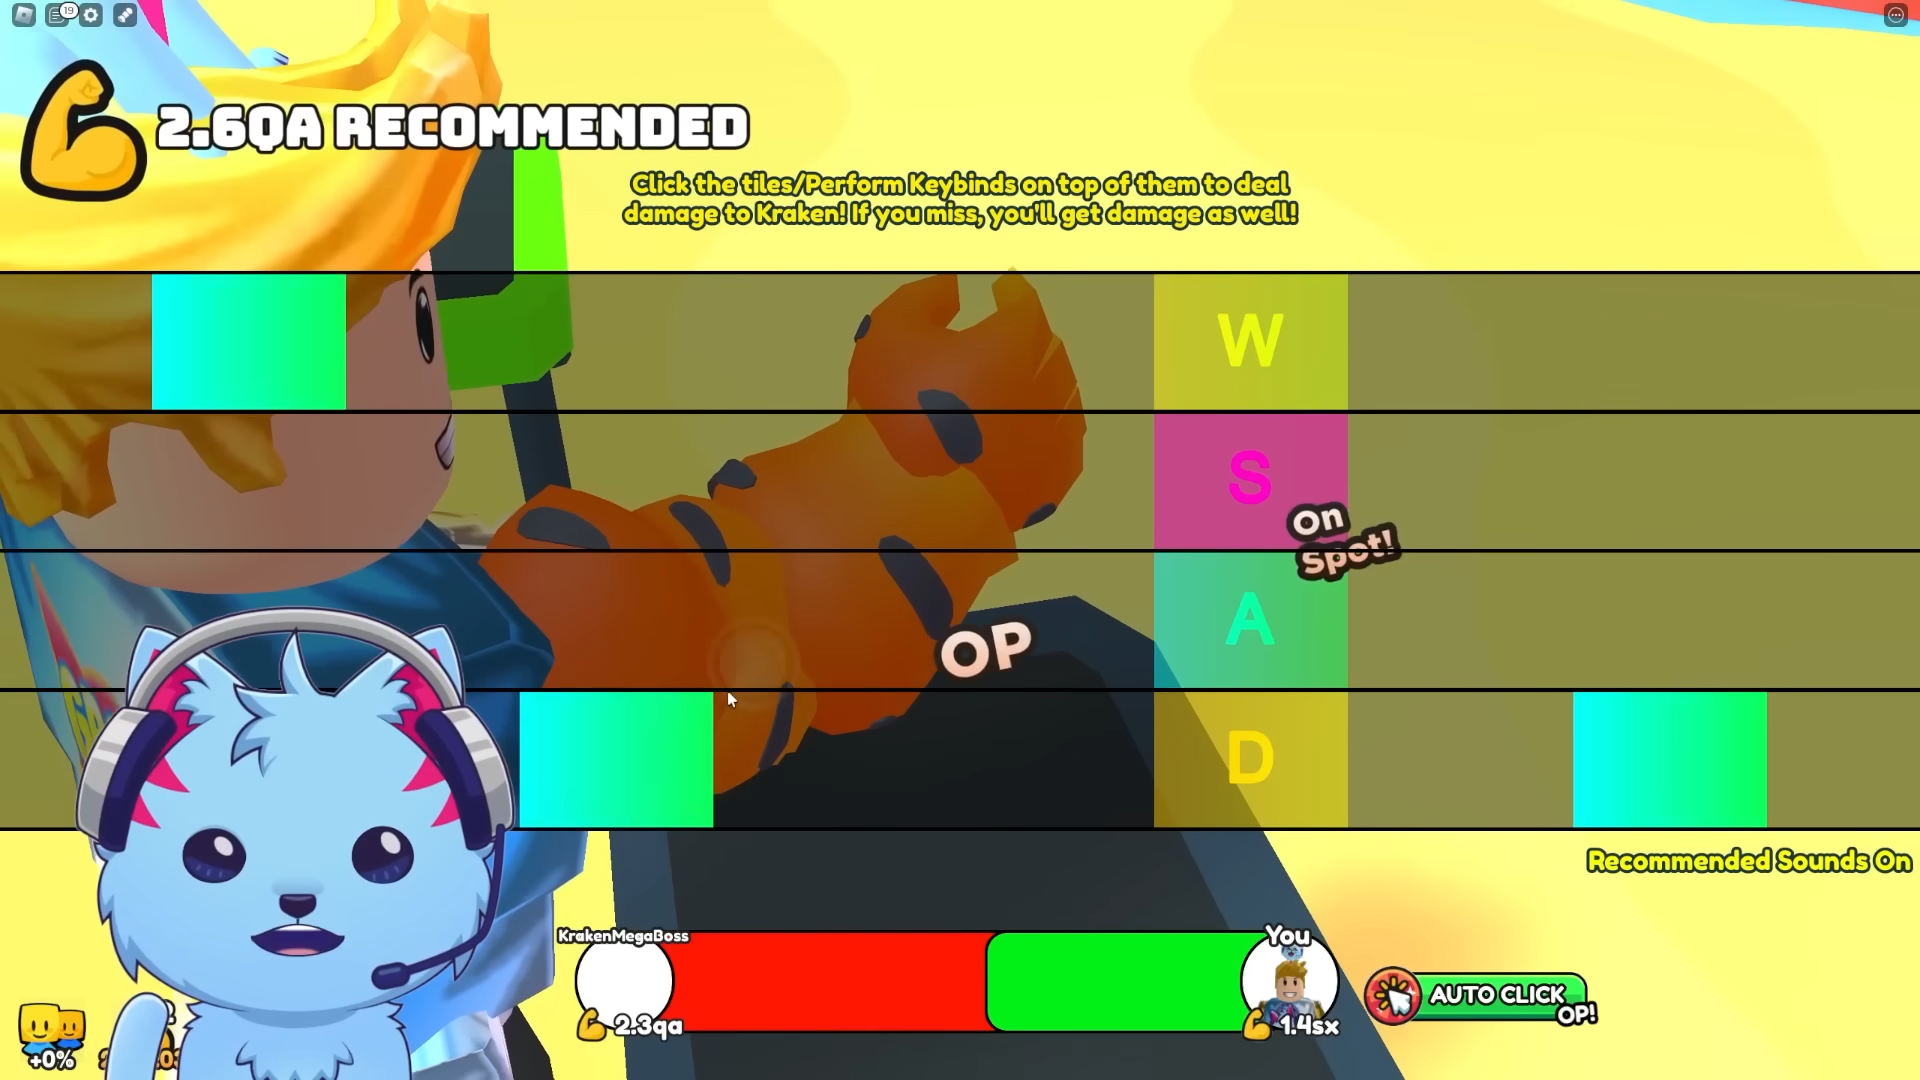 19
2.6QA RECOMMENDED
Click the tiles/Perform Keybinds on top of them to deal
damage to Kraken! If you miss, you'll get damage as well!
W
S
On
Spot!
A
OP
D
Recommended Sounds On
KrakenMegaBoss
You
2.3qa
1.4sx
AUTO CLICK
OP!
+0%